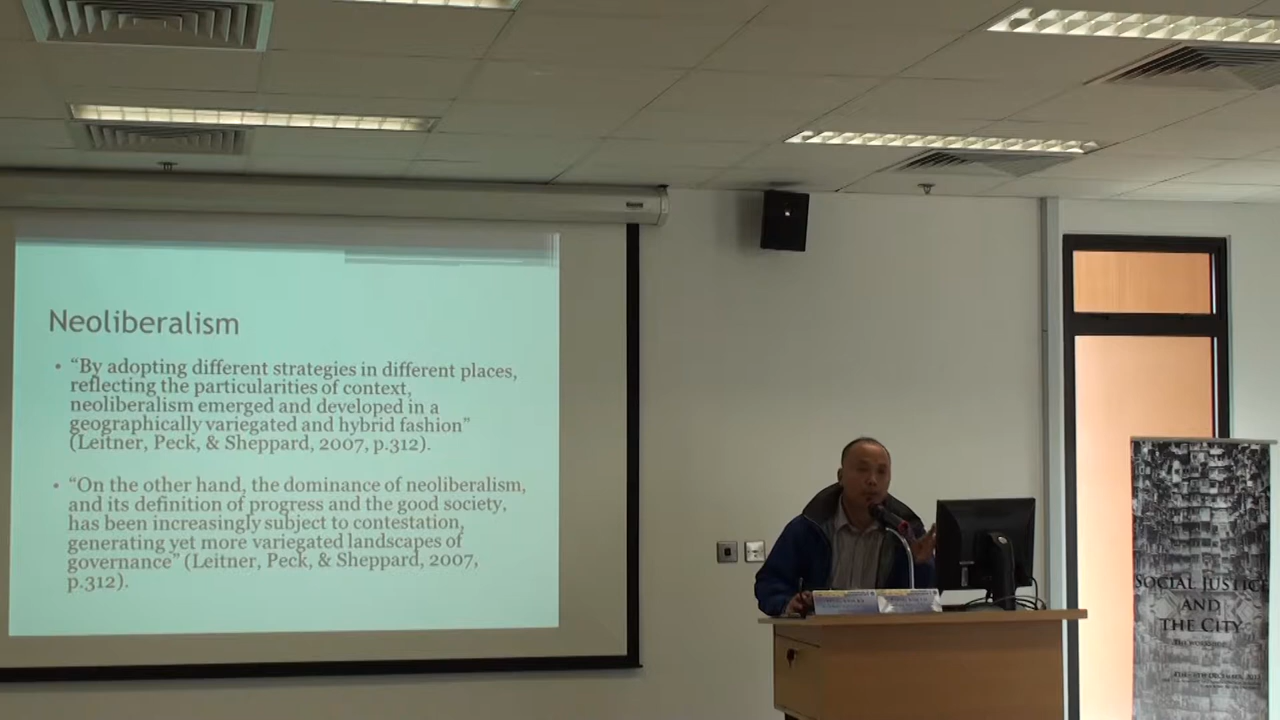 Neoliberalism
• “By adopting different strategies in different places,
reflecting the particularities of context,
neoliberalism emerged and developed in a
geographically variegated and hybrid fashion”
(Leitner, Peck, & Sheppard, 2007, p.312).
• “On the other hand, the dominance of neoliberalism,
and its definition of progress and the good society,
has been increasingly subject to contestation,
generating yet more variegated landscapes of
governance” (Leitner, Peck, & Sheppard, 2007,
p.312).
SOCIAL JUSTICE
AND
THE CITY